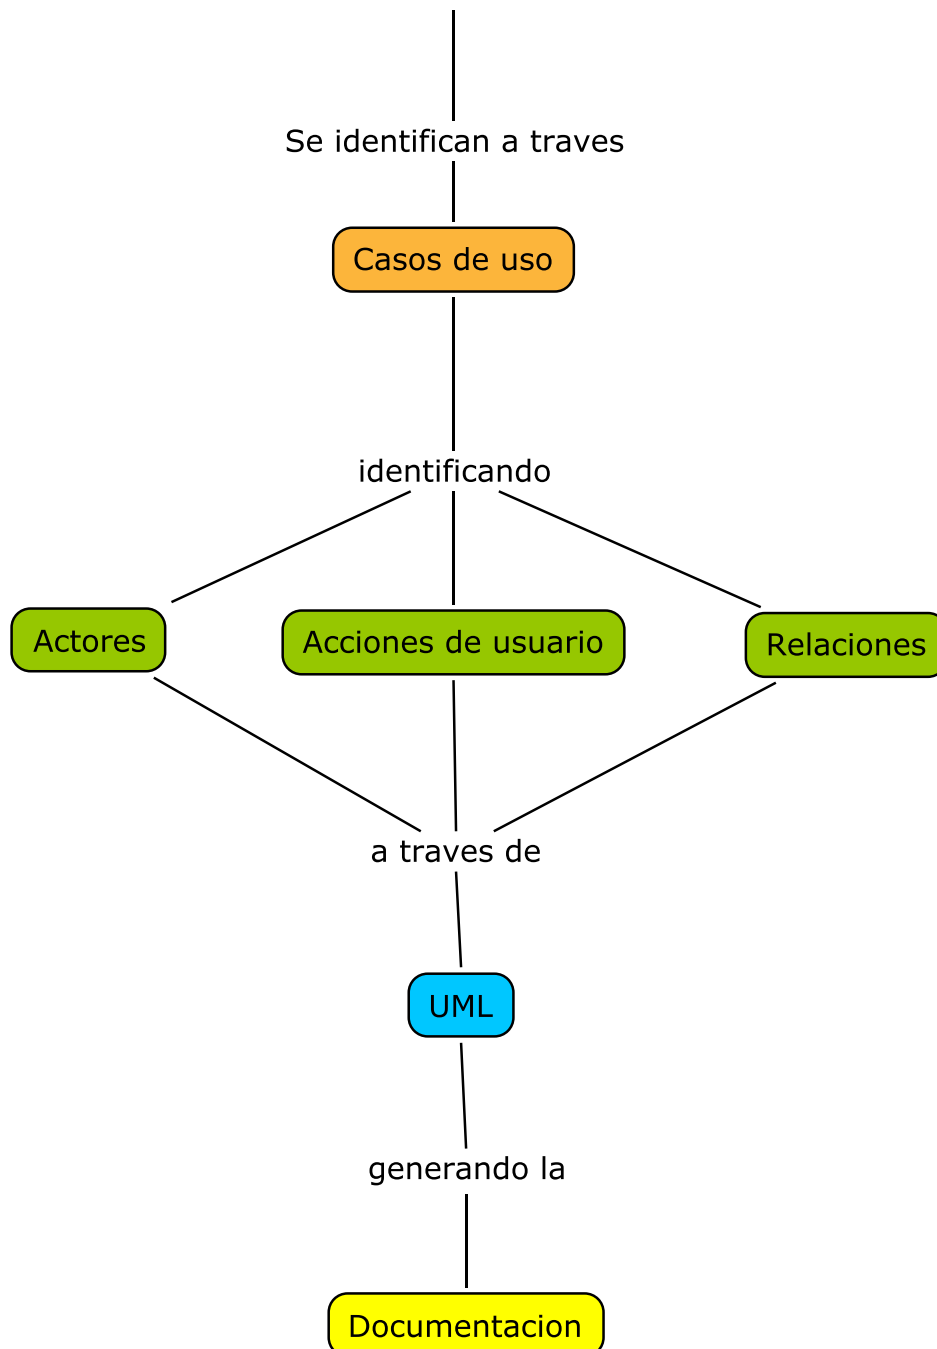 Se identifican a traves
Casos de uso
identificando
Actores
Acciones de usuario
Relaciones
a traves de
UML
generando la
Documentacion